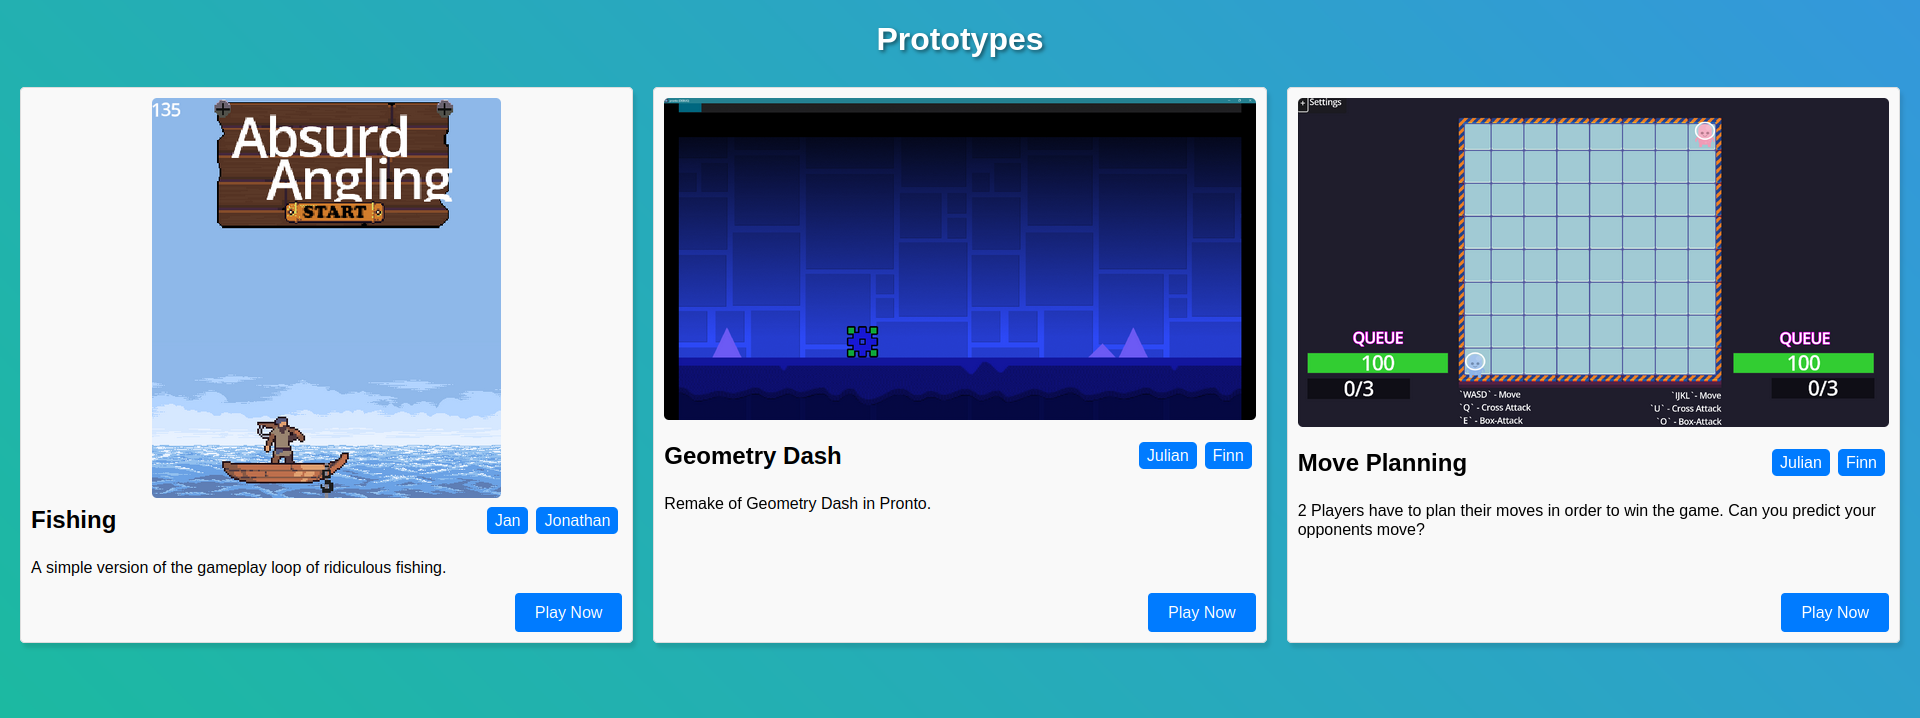 Prototypes
135
Absurd
Angling
START
Fishing
Jan
Jonathan
A simple version of the gameplay loop of ridiculous fishing.
Play Now
Geometry Dash
Julian
Finn
Remake of Geometry Dash in Pronto.
Play Now
+ Settings
QUEUE
100
0/3
QUEUE
100
0/3
`WASD` - Move
`Q` - Cross Attack
`E` - Box-Attack
`IJKL` - Move
`U` - Cross Attack
`O` - Box-Attack
Move Planning
Julian
Finn
2 Players have to plan their moves in order to win the game. Can you predict your
opponents move?
Play Now